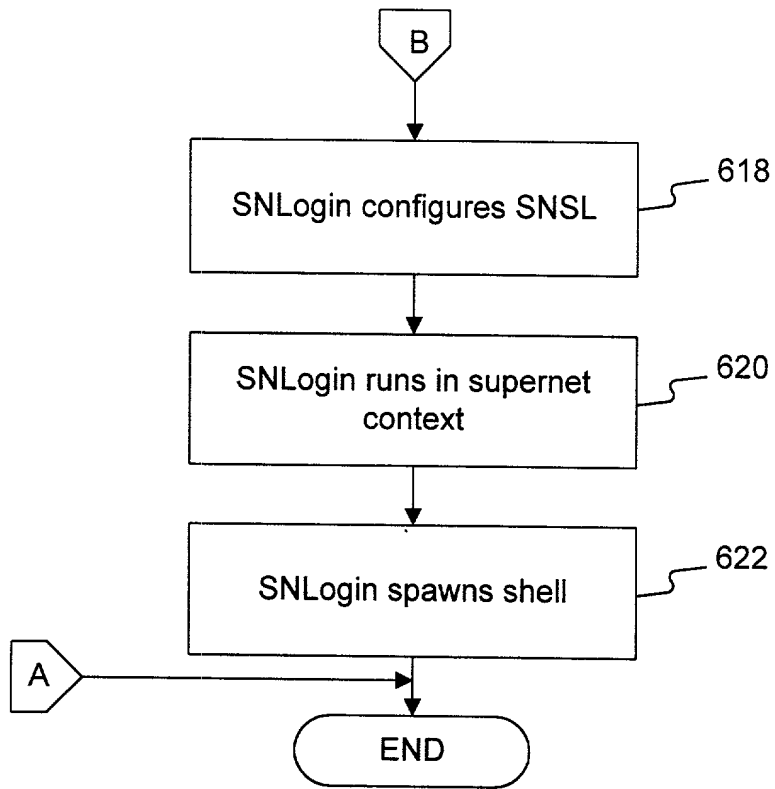 B
SNLogin configures SNSL
618
SNLogin runs in supernet
context
620
SNLogin spawns shell
622
A
END